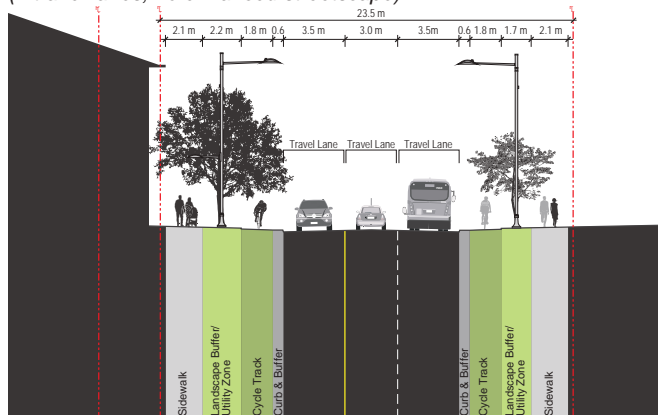 23.5 m
2.1 m 2.2 m 1.8 m 0.6 3.5 m 3.0 m 3.5m 0.6 1.8 m 1.7 m 2.1 m
Travel Lane Travel Lane Travel Lane
Sidewalk
Landscape Buffer/
Utility Zone
Cycle Track
Curb & Buffer
Curb & Buffer
Cycle Track
Landscape Buffer/
Utility Zone
Sidewalk